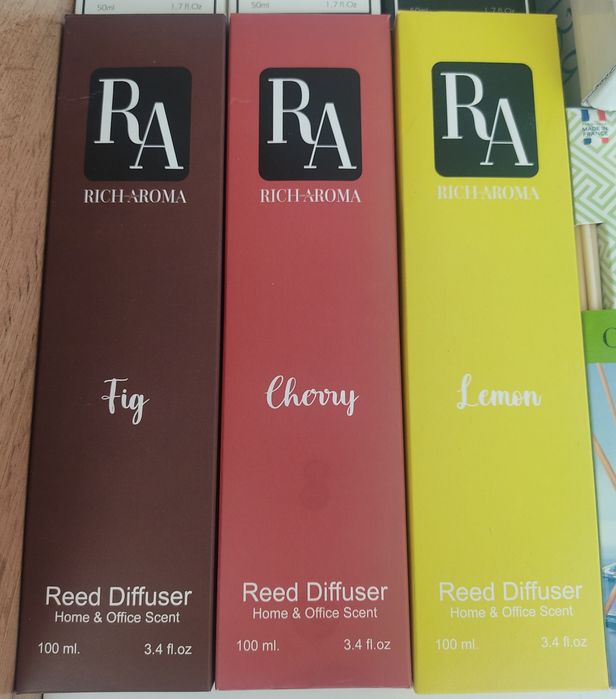 50ml 1.7 fl.Oz
50ml 1.7 fl.Oz
1.7 fl.Oz
RA
RICH AROMA
Fig
Reed Diffuser
Home & Office Scent
100 ml. 3.4 fl.oz
RA
RICH AROMA
Cherry
Reed Diffuser
Home & Office Scent
100 ml. 3.4 fl.oz
RA
RICH AROMA
Lemon
Reed Diffuser
Home & Office Scent
100 ml. 3.4 fl.oz
MADE IN
FRANCE